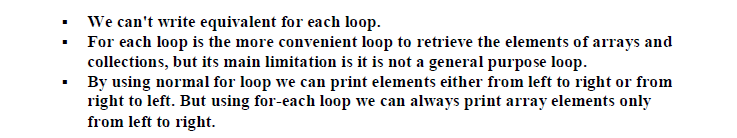 ▪ We can't write equivalent for each loop.
▪ For each loop is the more convenient loop to retrieve the elements of arrays and
collections, but its main limitation is it is not a general purpose loop.
▪ By using normal for loop we can print elements either from left to right or from
right to left. But using for-each loop we can always print array elements only
from left to right.